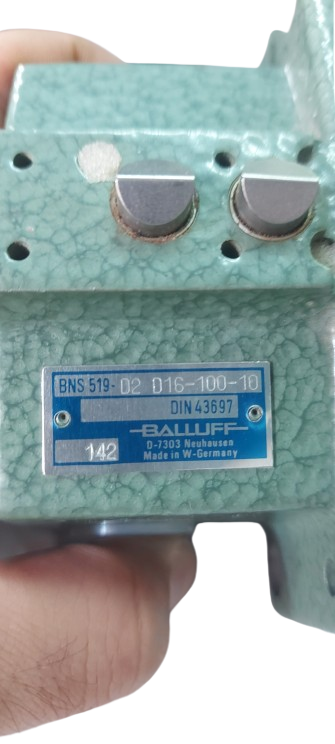 BNS 519- D2 D16-100-10
DIN 43697
BALLUFF
D-7303 Neuhausen
142 Made in W-Germany